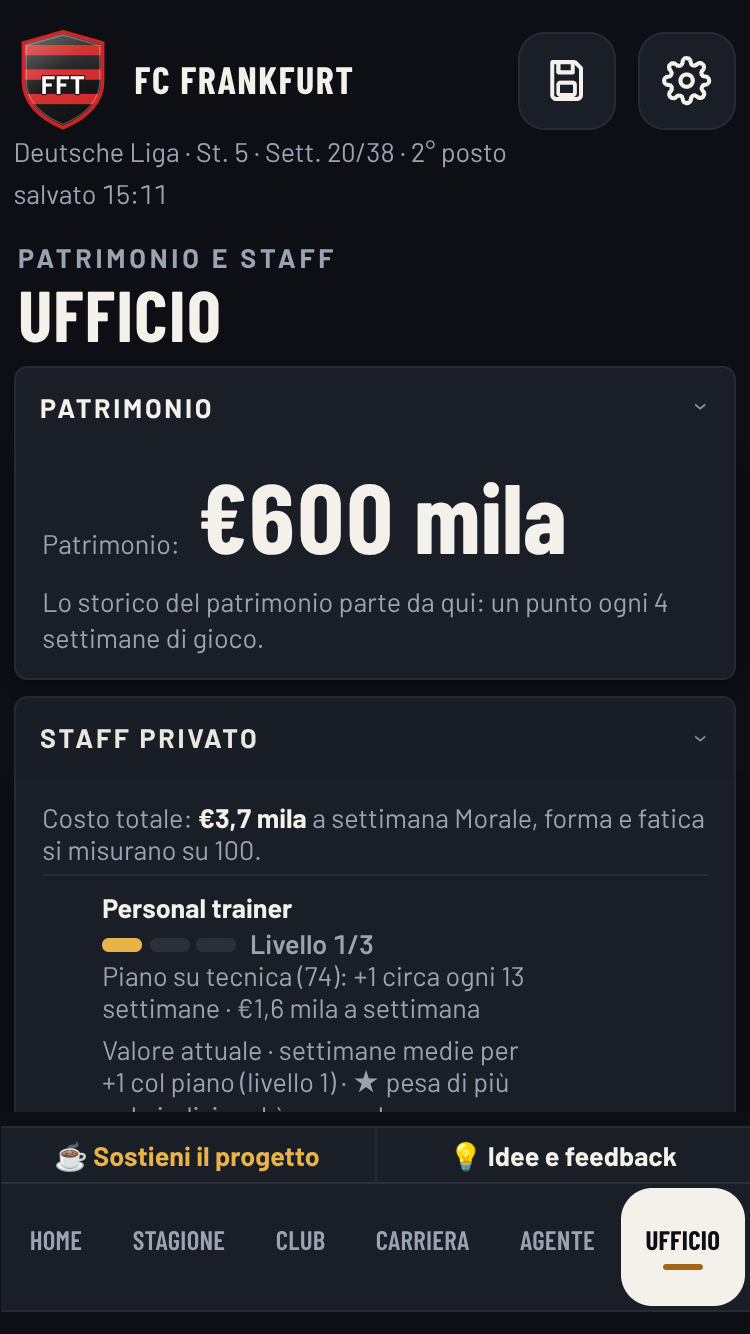 FFT
FC FRANKFURT
Deutsche Liga · St. 5 · Sett. 20/38 · 2° posto
salvato 15:11
PATRIMONIO E STAFF
UFFICIO
PATRIMONIO
Patrimonio: €600 mila
Lo storico del patrimonio parte da qui: un punto ogni 4
settimane di gioco.
STAFF PRIVATO
Costo totale: €3,7 mila a settimana Morale, forma e fatica
si misurano su 100.
Personal trainer
Livello 1/3
Piano su tecnica (74): +1 circa ogni 13
settimane · €1,6 mila a settimana
Valore attuale · settimane medie per
+1 col piano (livello 1) · ★ pesa di più
☕ Sostieni il progetto
💡 Idee e feedback
HOME
STAGIONE
CLUB
CARRIERA
AGENTE
UFFICIO